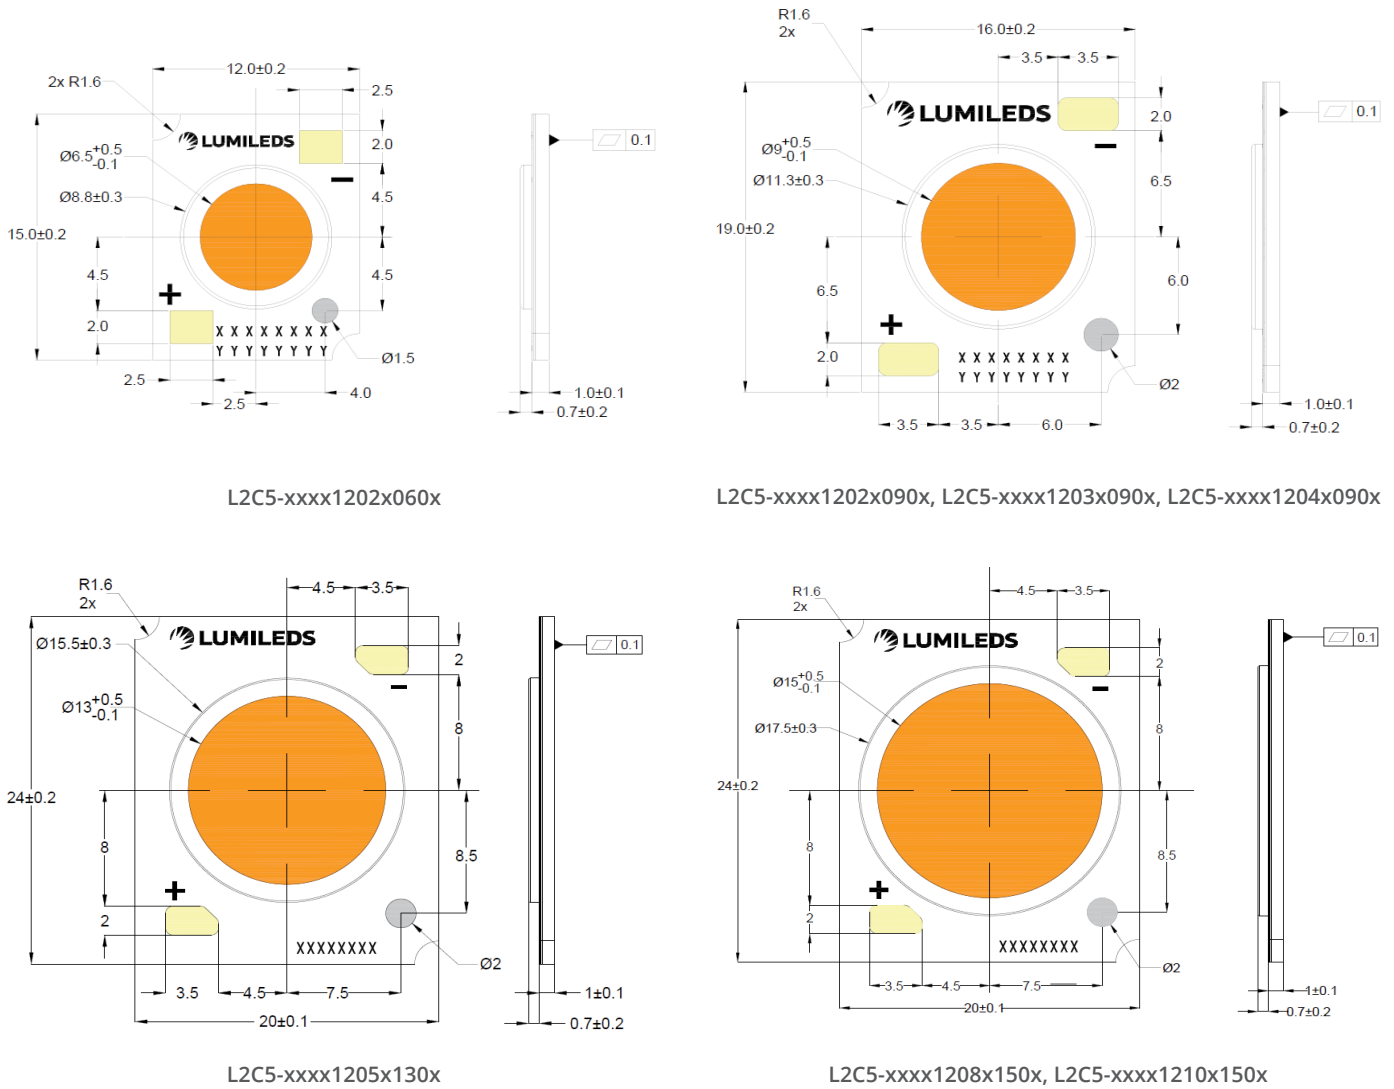 12.0±0.2
2x R1.6
2.5
LUMILEDS
2.0
Ø6.5+0.5
-0.1
Ø8.8±0.3
4.5
15.0±0.2
4.5
4.5
2.0
X X X X X X X X
Y Y Y Y Y Y Y Y
Ø1.5
2.5
2.5
4.0
0.1
1.0±0.1
0.7±0.2
L2C5-xxxx1202x060x
R1.6
2x
16.0±0.2
3.5
3.5
LUMILEDS
2.0
Ø9+0.5
-0.1
Ø11.3±0.3
6.5
19.0±0.2
6.0
6.5
2.0
X X X X X X X X
Y Y Y Y Y Y Y Y
Ø2
3.5
3.5
6.0
0.1
1.0±0.1
0.7±0.2
L2C5-xxxx1202x090x, L2C5-xxxx1203x090x, L2C5-xxxx1204x090x
R1.6
2x
4.5
3.5
LUMILEDS
Ø15.5±0.3
2
Ø13+0.5
-0.1
8
24±0.2
8
8.5
2
XXXXXXXX
Ø2
3.5
4.5
7.5
20±0.1
0.1
1±0.1
0.7±0.2
L2C5-xxxx1205x130x
R1.6
2x
4.5
3.5
LUMILEDS
2
Ø15+0.5
-0.1
Ø17.5±0.3
8
24±0.2
8
8.5
2
XXXXXXXX
Ø2
3.5
4.5
7.5
20±0.1
0.1
1±0.1
0.7±0.2
L2C5-xxxx1208x150x, L2C5-xxxx1210x150x